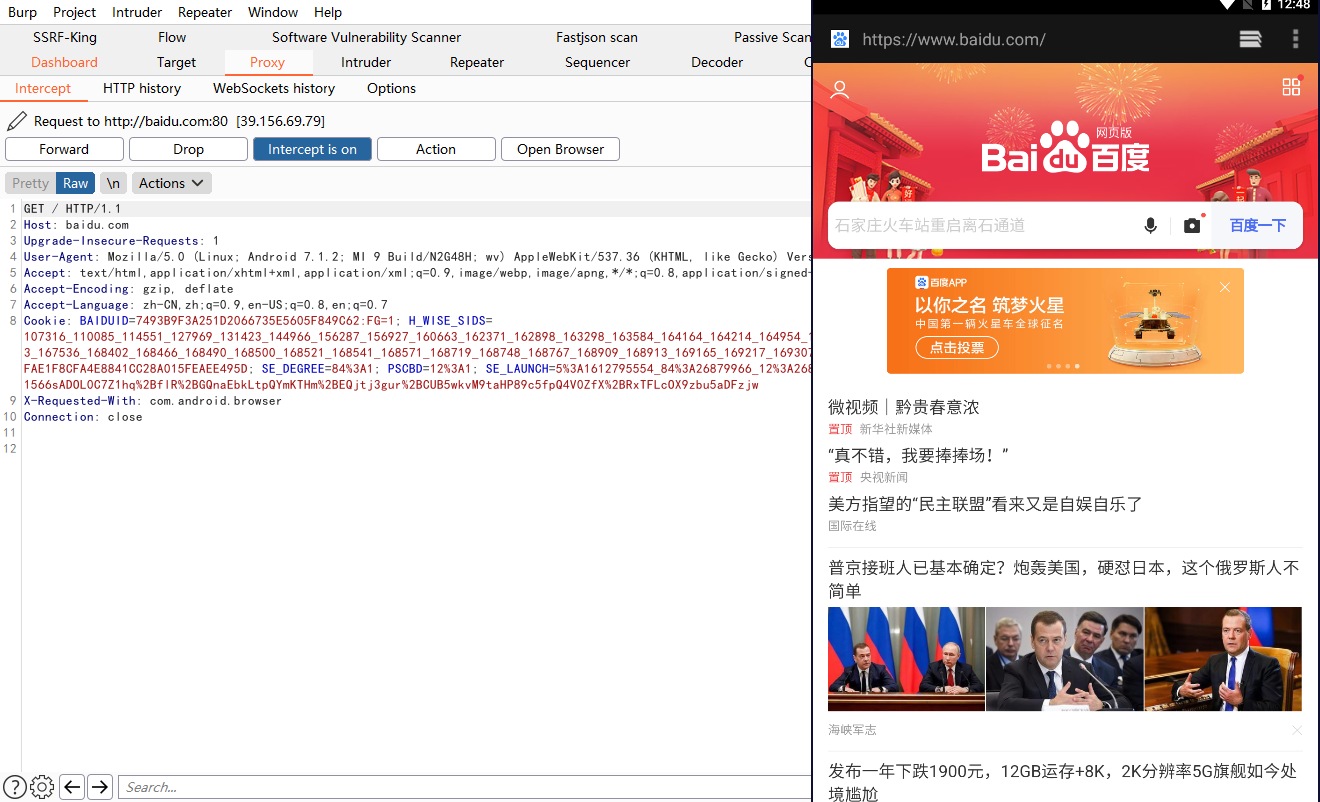 Burp Project Intruder Repeater Window Help
SSRF-King Flow Software Vulnerability Scanner Fastjson scan Passive Scan
Dashboard Target Proxy Intruder Repeater Sequencer Decoder
Intercept HTTP history WebSockets history Options
Request to http://baidu.com:80 [39.156.69.79]
Forward Drop Intercept is on Action Open Browser
Pretty Raw \n Actions
1 GET / HTTP/1.1
2 Host: baidu.com
3 Upgrade-Insecure-Requests: 1
4 User-Agent: Mozilla/5.0 (Linux; Android 7.1.2; MI 9 Build/N2G48H; wv) AppleWebKit/537.36 (KHTML, like Gecko) Vers
5 Accept: text/html,application/xhtml+xml,application/xml;q=0.9,image/webp,image/apng,*/*;q=0.8,application/signed-
6 Accept-Encoding: gzip, deflate
7 Accept-Language: zh-CN,zh;q=0.9,en-US;q=0.8,en;q=0.7
8 Cookie: BAIDUID=7493B9F3A251D2066735E5605F849C62:FG=1; H_WISE_SIDS=
107316_110085_114551_127969_131423_144966_156287_156927_160663_162371_162898_163298_163584_164164_164214_164954_1
3_167536_168402_168466_168490_168500_168521_168541_168571_168719_168748_168767_168909_168913_169165_169217_169307
FAE1F8CFA4E8841CC28A015FEAEE495D; SE_DEGREE=84%3A1; PSCBD=12%3A1; SE_LAUNCH=5%3A1612795554_84%3A26879966_12%3A268
1566sADOLOC7Z1hq%2BflR%2BGQnaEbkLtpQYmKTHm%2BEQjtj3gur%2BCUB5wkvM9taHP89c5fpQ4VOZfX%2BRxTFLcOX9zbu5aDFzjw
9 X-Requested-With: com.android.browser
10 Connection: close
11
12
Search...
12:48
https://www.baidu.com/
网页版
Bai du 百度
石家庄火车站重启离石通道 百度一下
百度APP
以你之名 筑梦火星
中国第一辆火星车全球征名
点击投票
微视频｜黔贵春意浓
置顶 新华社新媒体
“真不错，我要捧捧场！”
置顶 央视新闻
美方指望的“民主联盟”看来又是自娱自乐了
国际在线
普京接班人已基本确定？炮轰美国，硬怼日本，这个俄罗斯人不
简单
海峡军志
发布一年下跌1900元，12GB运存+8K，2K分辨率5G旗舰如今处
境尴尬